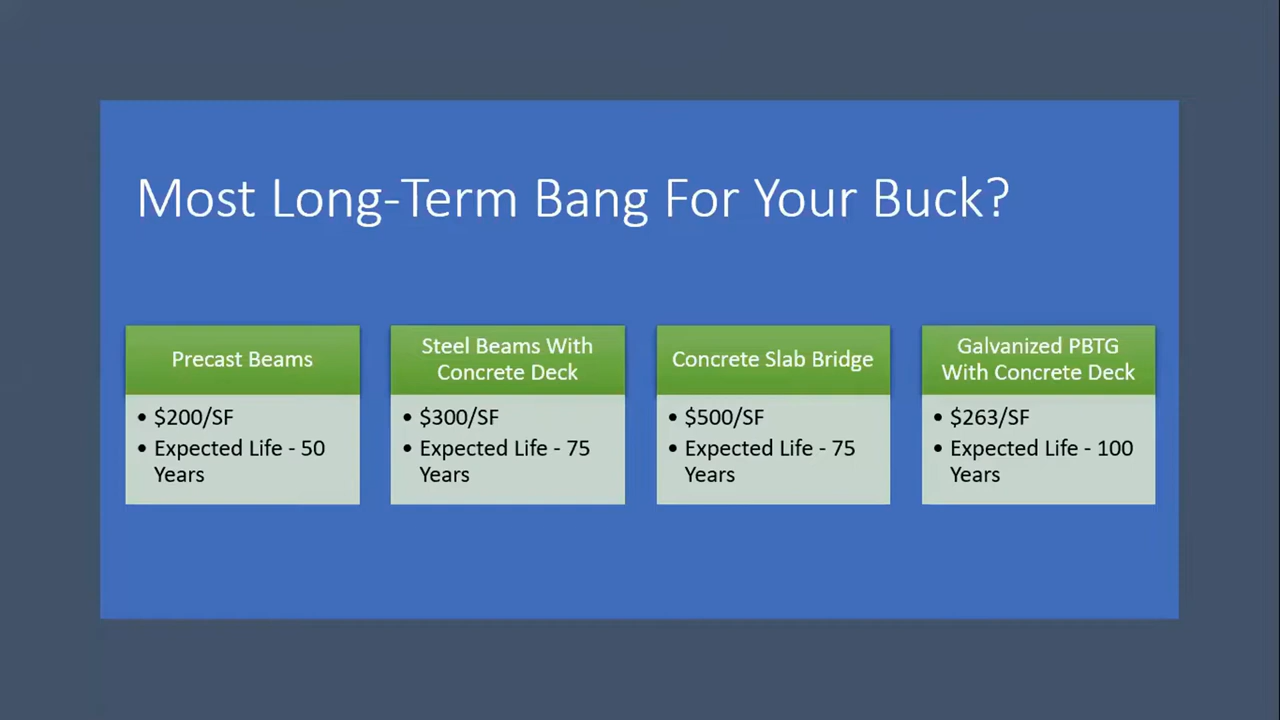 Most Long-Term Bang For Your Buck?
Precast Beams
• $200/SF
• Expected Life - 50
Years
Steel Beams With
Concrete Deck
• $300/SF
• Expected Life - 75
Years
Concrete Slab Bridge
• $500/SF
• Expected Life - 75
Years
Galvanized PBTG
With Concrete Deck
• $263/SF
• Expected Life - 100
Years